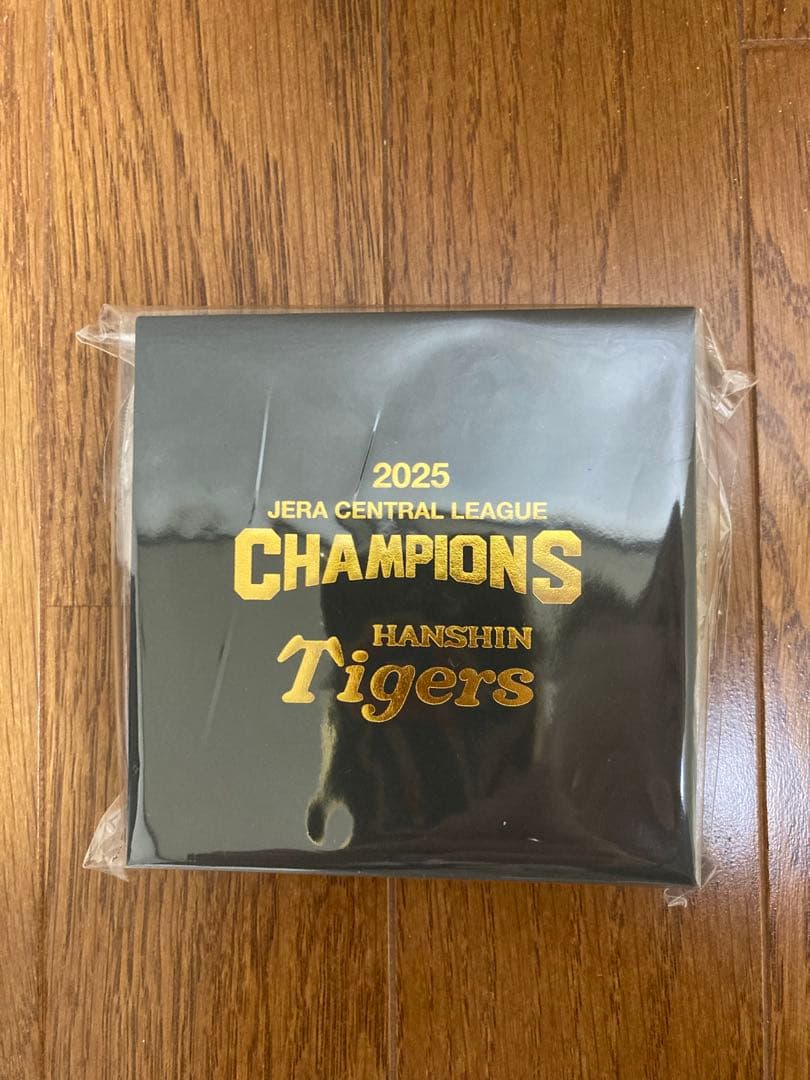 2025
JERA CENTRAL LEAGUE
CHAMPIONS
HANSHIN
Tigers